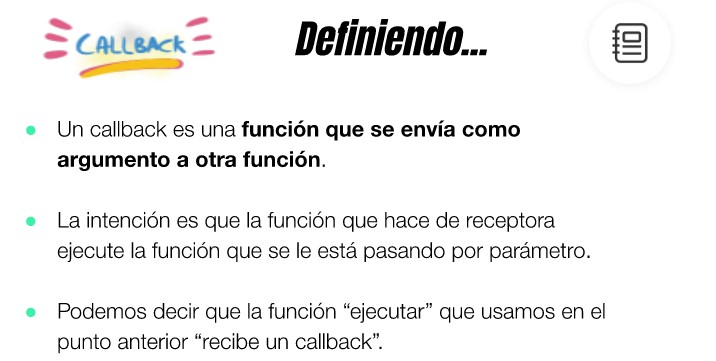 CALLBACK
Definiendo...
Un callback es una función que se envía como
argumento a otra función.
La intención es que la función que hace de receptora
ejecute la función que se le está pasando por parámetro.
Podemos decir que la función “ejecutar” que usamos en el
punto anterior “recibe un callback”.